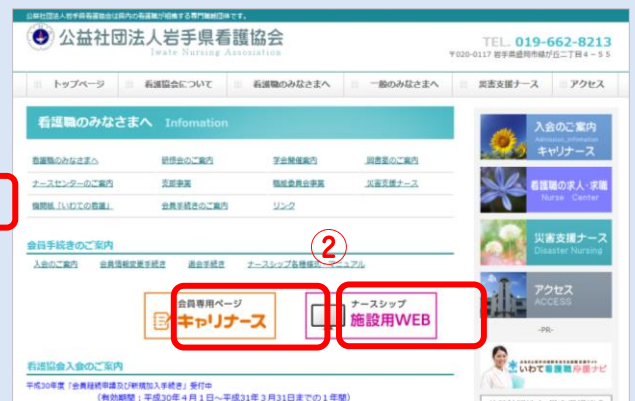 公益社団法人岩手県看護協会は県内の看護職が組織する専門職能団体です。
公益社団法人岩手県看護協会
Iwate Nursing Association
TEL. 019-662-8213
〒020-0117 岩手県盛岡市緑が丘二丁目4-55
トップページ
看護協会について
看護職のみなさまへ
一般のみなさまへ
災害支援ナース
アクセス
看護職のみなさまへ Infomation
看護職のみなさまへ
研修会のご案内
学会開催案内
図書室のご案内
ナースセンターのご案内
支部事業
職能委員会事業
災害支援ナース
機関紙「いわての看護」
会員手続きのご案内
リンク
会員手続きのご案内
②
入会のご案内
会員情報変更手続き
退会手続き
ナースシップ各種様式
マニュアル
会員専用ページ
キャリナース
ナースシップ
施設用WEB
看護協会入会のご案内
平成30年度「会員継続申請及び新規加入手続き」受付中
(有効期間：平成30年4月1日～平成31年3月31日までの1年間)
入会のご案内
キャリナース
看護職の求人・求職
Nurse Center
災害支援ナース
Disaster Nursing
アクセス
ACCESS
-PR-
いわて看護職応援ナビ